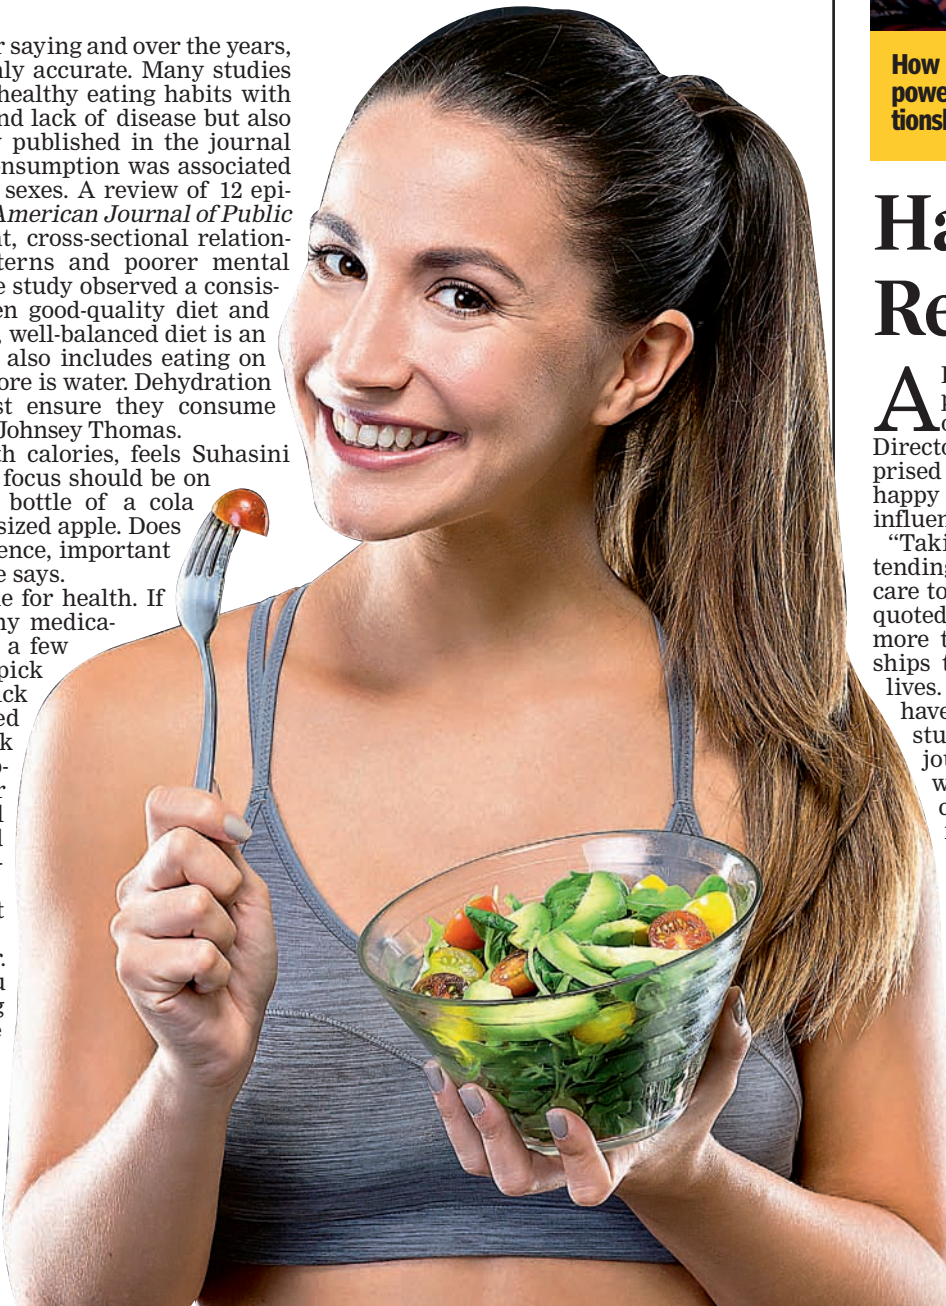 r saying and over the years,
ly accurate. Many studies
healthy eating habits with
nd lack of disease but also
published in the journal
onsumption was associated
sexes. A review of 12 epi-
American Journal of Public
t, cross-sectional relation-
terns and poorer mental
e study observed a consis-
en good-quality diet and
, well-balanced diet is an
also includes eating on
ore is water. Dehydration
st ensure they consume
Johnsey Thomas.
th calories, feels Suhasini
focus should be on
bottle of a cola
sized apple. Does
ence, important
e says.
e for health. If
ny medica-
a few
pick
ck
ed
k
-
r
l
l
-
t
r.
u
g
e
How
powe
tionsh
Ha
Re
A
Directo
prised
happy
influen
“Taki
tending
care to
quoted
more t
ships t
lives.
have
stu
jou
w